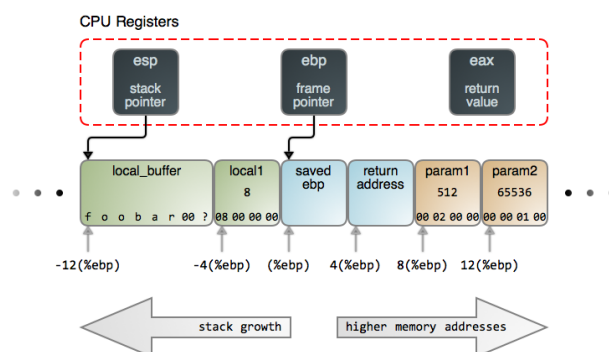 CPU Registers
esp
stack
pointer
ebp
frame
pointer
eax
return
value
local_buffer
f o o b a r 00 ?
local1
8
08 00 00 00
saved
ebp
return
address
param1
512
00 02 00 00
param2
65536
00 00 01 00
-12(%ebp)
-4(%ebp)
(%ebp)
4(%ebp)
8(%ebp)
12(%ebp)
stack growth
higher memory addresses